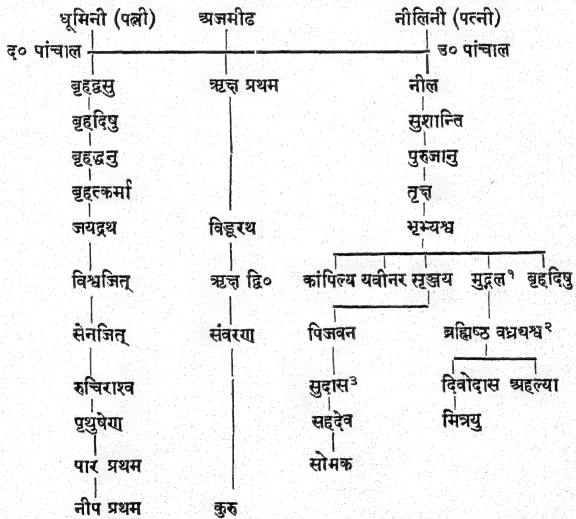 धूमिनी (पत्नी) अजमीढ नीलिनी (पत्नी)
द० पांचाल उ० पांचाल
बृहद्वसु ऋक्ष प्रथम नील
बृहदिषु सुशान्ति
बृहद्धनु पुरुजानु
बृहत्कर्मा तृक्ष
जयद्रथ विडूरथ भृम्यश्व
विश्वजित् ऋक्ष द्वि० कांपिल्य यवीनर सृञ्जय मुद्गल¹ बृहदिषु
सेनजित् संवरण पिजवन ब्रह्मिष्ठ वध्रयश्व²
रुचिराश्व सुदास³ दिवोदास अहल्या
पृथुषेण सहदेव मित्रयु
पार प्रथम सोमक
नीप प्रथम कुरु